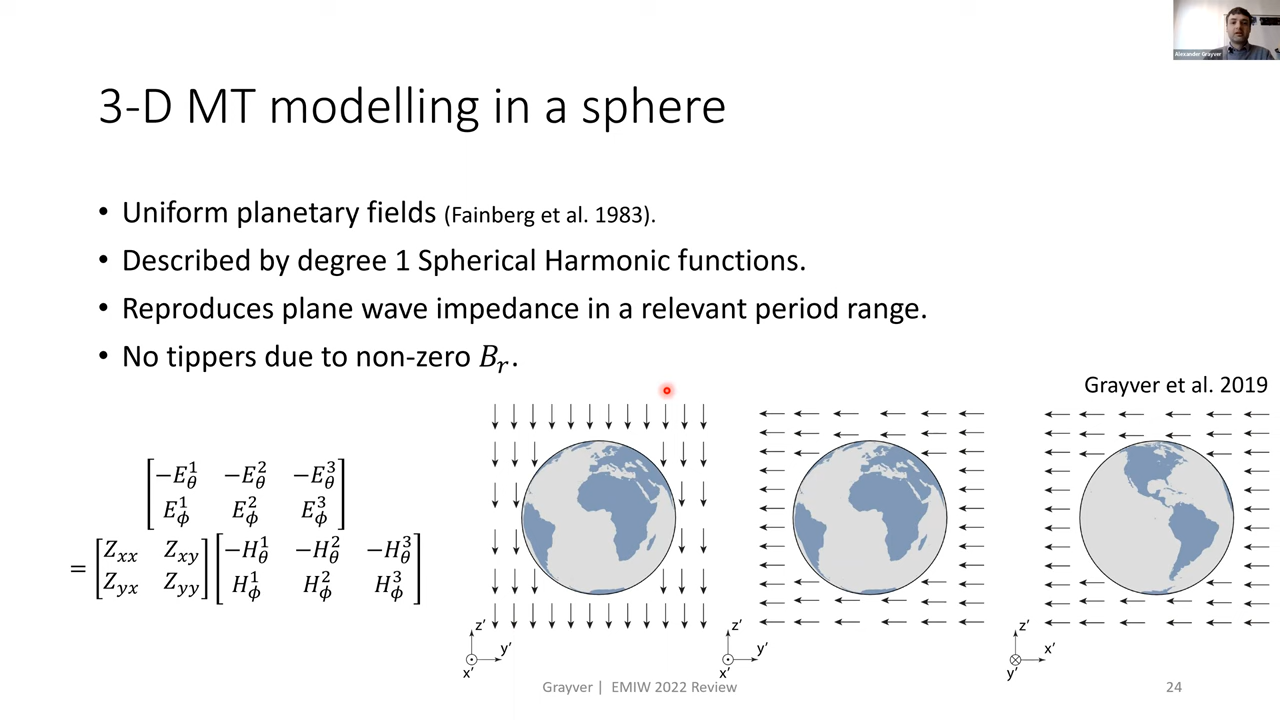 Alexander Grayver
3-D MT modelling in a sphere
• Uniform planetary fields (Fainberg et al. 1983).
• Described by degree 1 Spherical Harmonic functions.
• Reproduces plane wave impedance in a relevant period range.
• No tippers due to non-zero B_r.
Grayver et al. 2019
[−E_θ^1 −E_θ^2 −E_θ^3
E_ϕ^1 E_ϕ^2 E_ϕ^3]
= [Z_xx Z_xy] [−H_θ^1 −H_θ^2 −H_θ^3
[Z_yx Z_yy] H_ϕ^1 H_ϕ^2 H_ϕ^3]
z' y' x'
z' y' x'
z' x' y'
Grayver | EMIW 2022 Review
24